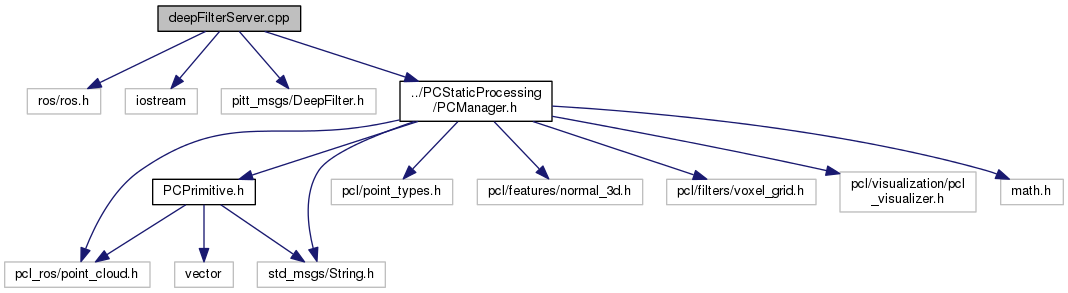 deepFilterServer.cpp
ros/ros.h
iostream
pitt_msgs/DeepFilter.h
../PCStaticProcessing
/PCManager.h
PCPrimitive.h
pcl/point_types.h
pcl/features/normal_3d.h
pcl/filters/voxel_grid.h
pcl/visualization/pcl
_visualizer.h
math.h
pcl_ros/point_cloud.h
vector
std_msgs/String.h